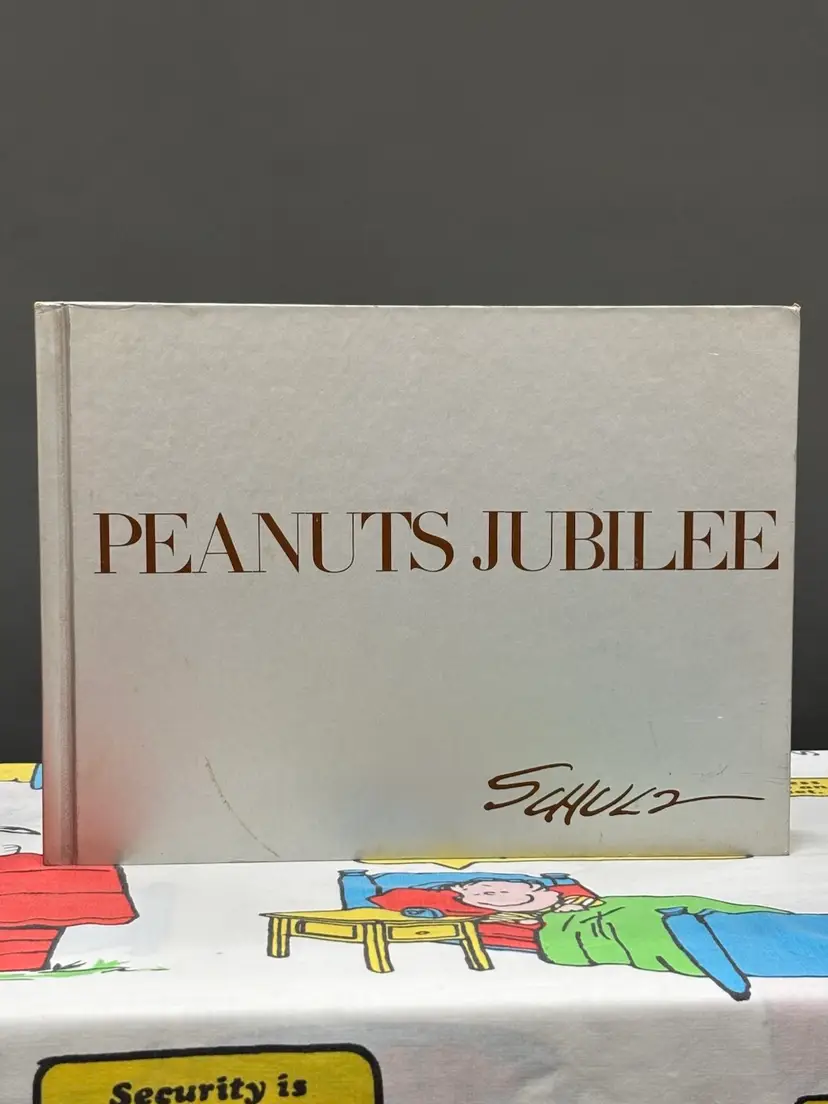 PEANUTS JUBILEE
SCHULZ
Security is